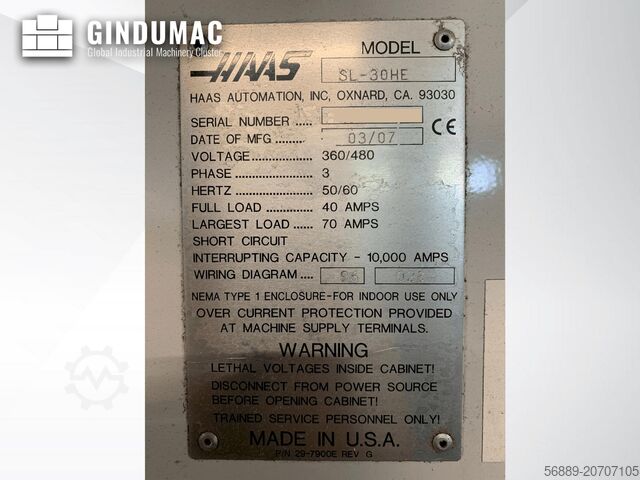 GINDUMAC
Global Industrial Machinery Cluster
HAAS
MODEL
SL-30HE
HAAS AUTOMATION, INC, OXNARD, CA. 93030
SERIAL NUMBER .....
DATE OF MFG ........ 03/07
CE
VOLTAGE .................. 360/480
PHASE ...................... 3
HERTZ ...................... 50/60
FULL LOAD .............. 40 AMPS
LARGEST LOAD ...... 70 AMPS
SHORT CIRCUIT
INTERRUPTING CAPACITY - 10,000 AMPS
WIRING DIAGRAM .... 96
NEMA TYPE 1 ENCLOSURE-FOR INDOOR USE ONLY
OVER CURRENT PROTECTION PROVIDED
AT MACHINE SUPPLY TERMINALS.
WARNING
LETHAL VOLTAGES INSIDE CABINET!
DISCONNECT FROM POWER SOURCE
BEFORE OPENING CABINET!
TRAINED SERVICE PERSONNEL ONLY!
MADE IN U.S.A.
P/N 29-7900E REV G
56889-20707105